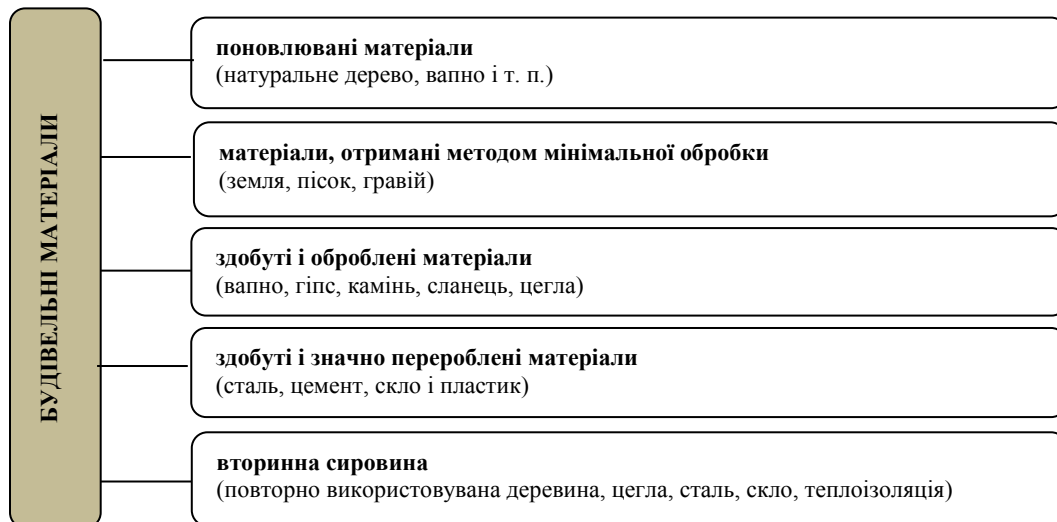 БУДІВЕЛЬНІ МАТЕРІАЛИ
поновлювані матеріали
(натуральне дерево, вапно і т. п.)
матеріали, отримані методом мінімальної обробки
(земля, пісок, гравій)
здобуті і оброблені матеріали
(вапно, гіпс, камінь, сланець, цегла)
здобуті і значно перероблені матеріали
(сталь, цемент, скло і пластик)
вторинна сировина
(повторно використовувана деревина, цегла, сталь, скло, теплоізоляція)